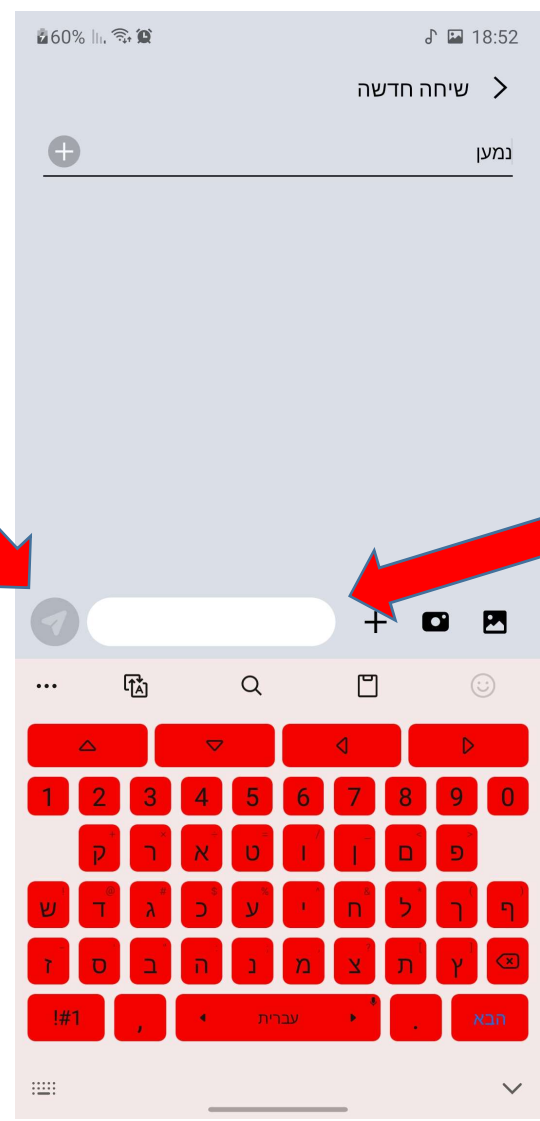 60% 18:52
שיחה חדשה
נמען
1 2 3 4 5 6 7 8 9 0
ק ר א ט ו ן ם פ
ש ד ג כ ע י ח ל ך ף
ז ס ב ה נ מ צ ת ץ
!#1 , עברית . הבא